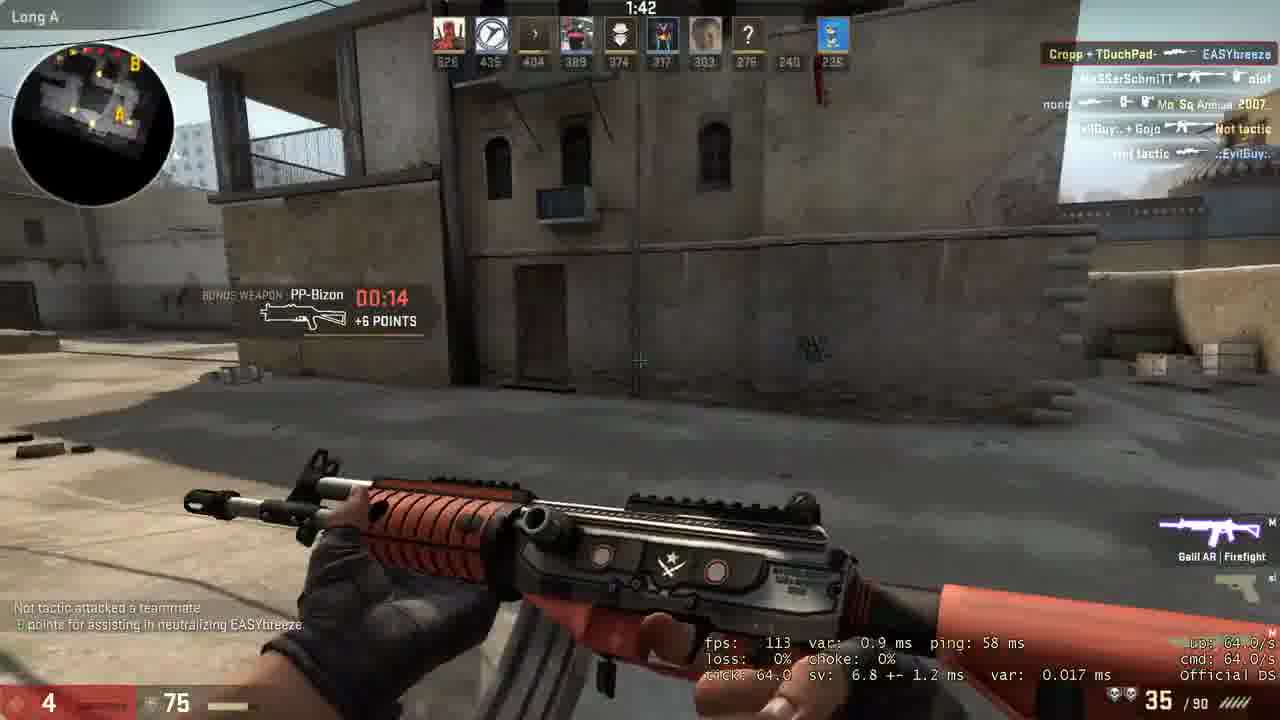 Long A
1:42
526 435 404 389 374 317 303 276 240 236
?
B
A
Cropp + TDuchPad- EASYbreeze
Not tactic
tactic .:EvilGuy:.
BONUS WEAPON: PP-Bizon 00:14
+6 POINTS
Galil AR | Firefight
Not tactic attacked a teammate
points for assisting in neutralizing EASYbreeze.
fps: 113 var: 0.9 ms ping: 58 ms
loss: 0% choke: 0%
tick: 64.0 sv: 6.8 +- 1.2 ms var: 0.017 ms
up: 64.0/s
cmd: 64.0/s
Official DS
4 75
35 / 90